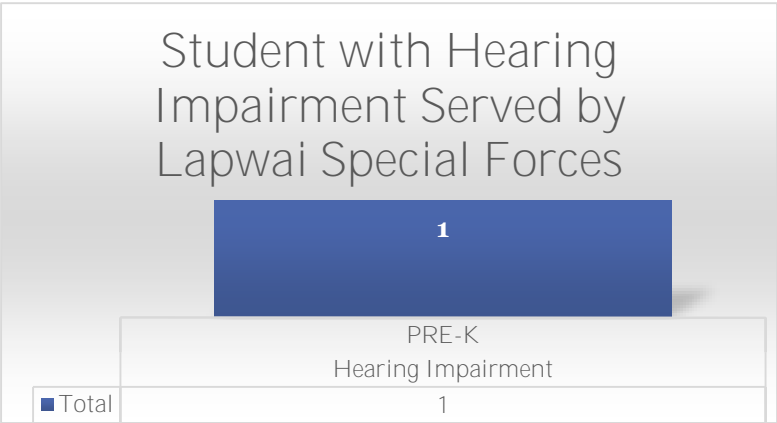 Student with Hearing
Impairment Served by
Lapwai Special Forces
1
PRE-K
Hearing Impairment
Total 1